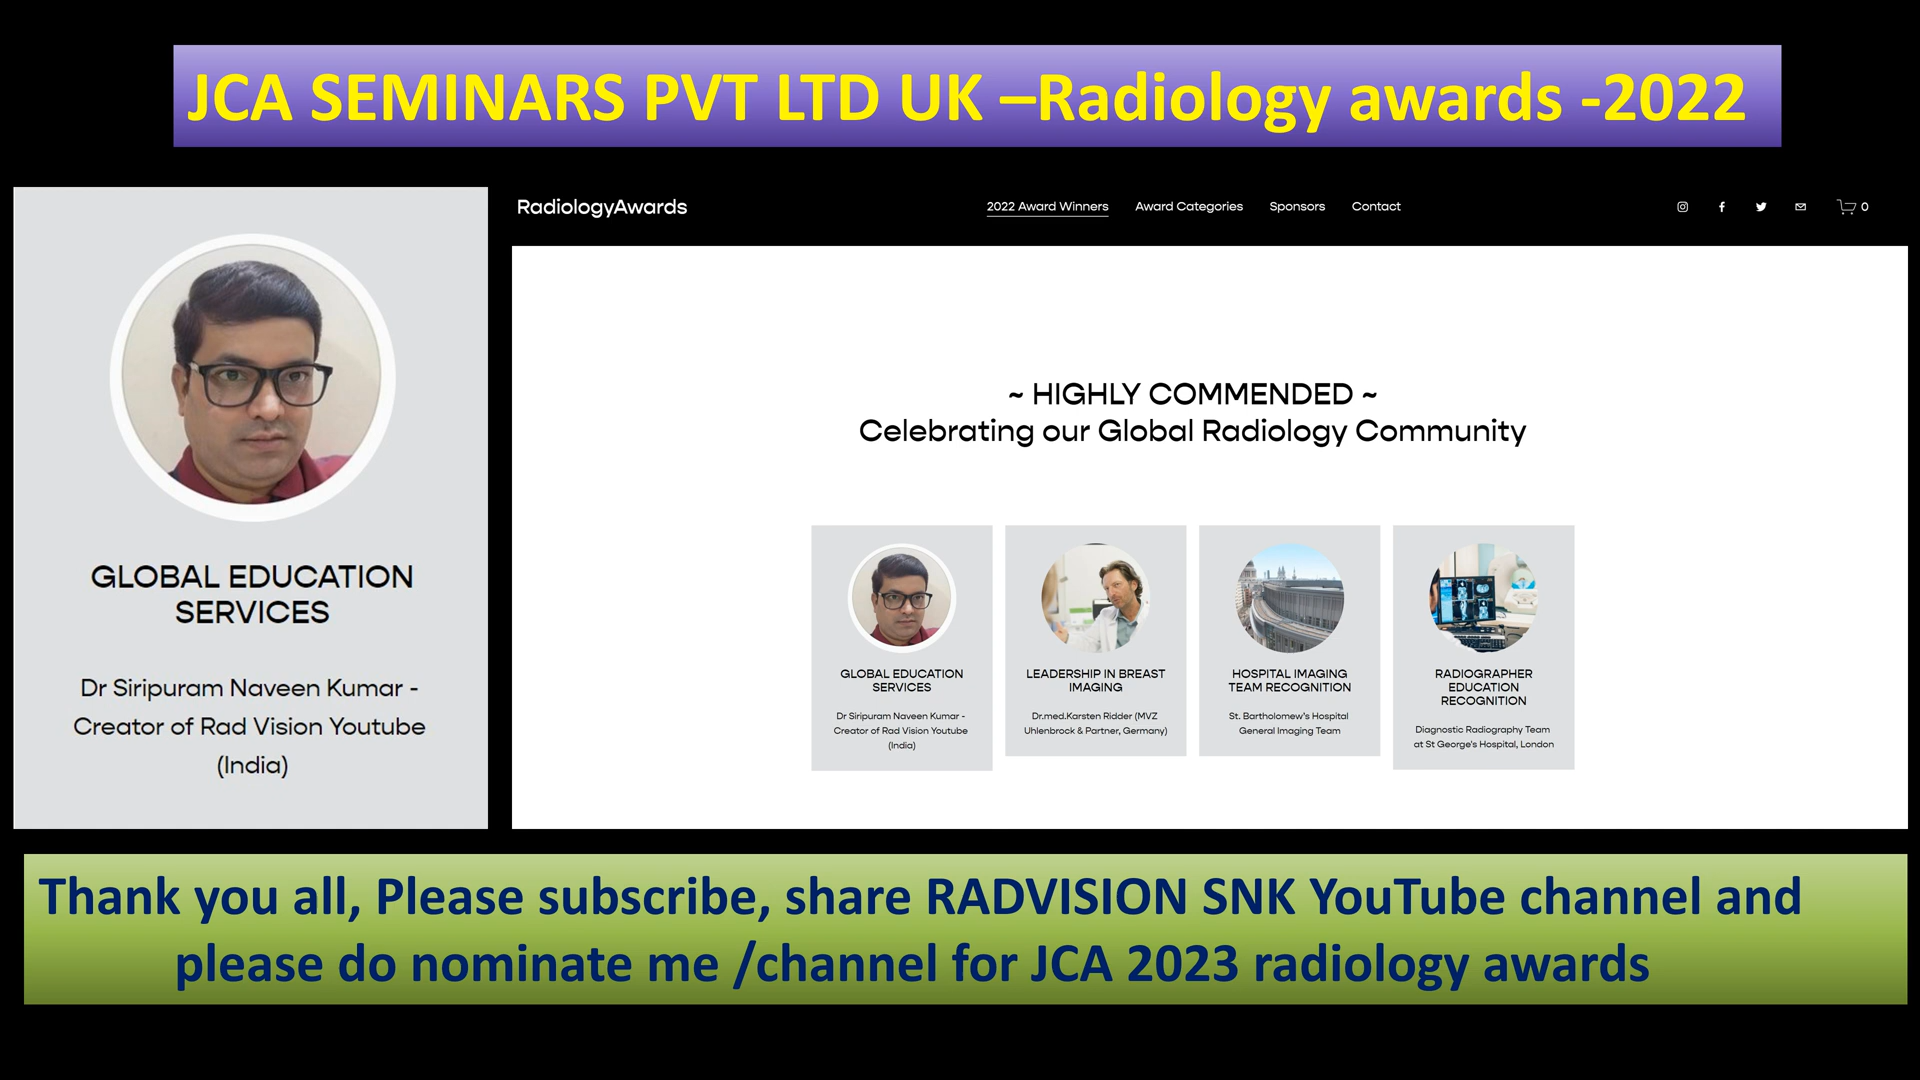 JCA SEMINARS PVT LTD UK –Radiology awards -2022
GLOBAL EDUCATION
SERVICES
Dr Siripuram Naveen Kumar -
Creator of Rad Vision Youtube
(India)
RadiologyAwards
2022 Award Winners
Award Categories
Sponsors
Contact
0
~ HIGHLY COMMENDED ~
Celebrating our Global Radiology Community
GLOBAL EDUCATION
SERVICES
Dr Siripuram Naveen Kumar -
Creator of Rad Vision Youtube
(India)
LEADERSHIP IN BREAST
IMAGING
Dr.med.Karsten Ridder (MVZ
Uhlenbrock & Partner, Germany)
HOSPITAL IMAGING
TEAM RECOGNITION
St. Bartholomew's Hospital
General Imaging Team
RADIOGRAPHER
EDUCATION
RECOGNITION
Diagnostic Radiography Team
at St George's Hospital, London
Thank you all, Please subscribe, share RADVISION SNK YouTube channel and
please do nominate me /channel for JCA 2023 radiology awards